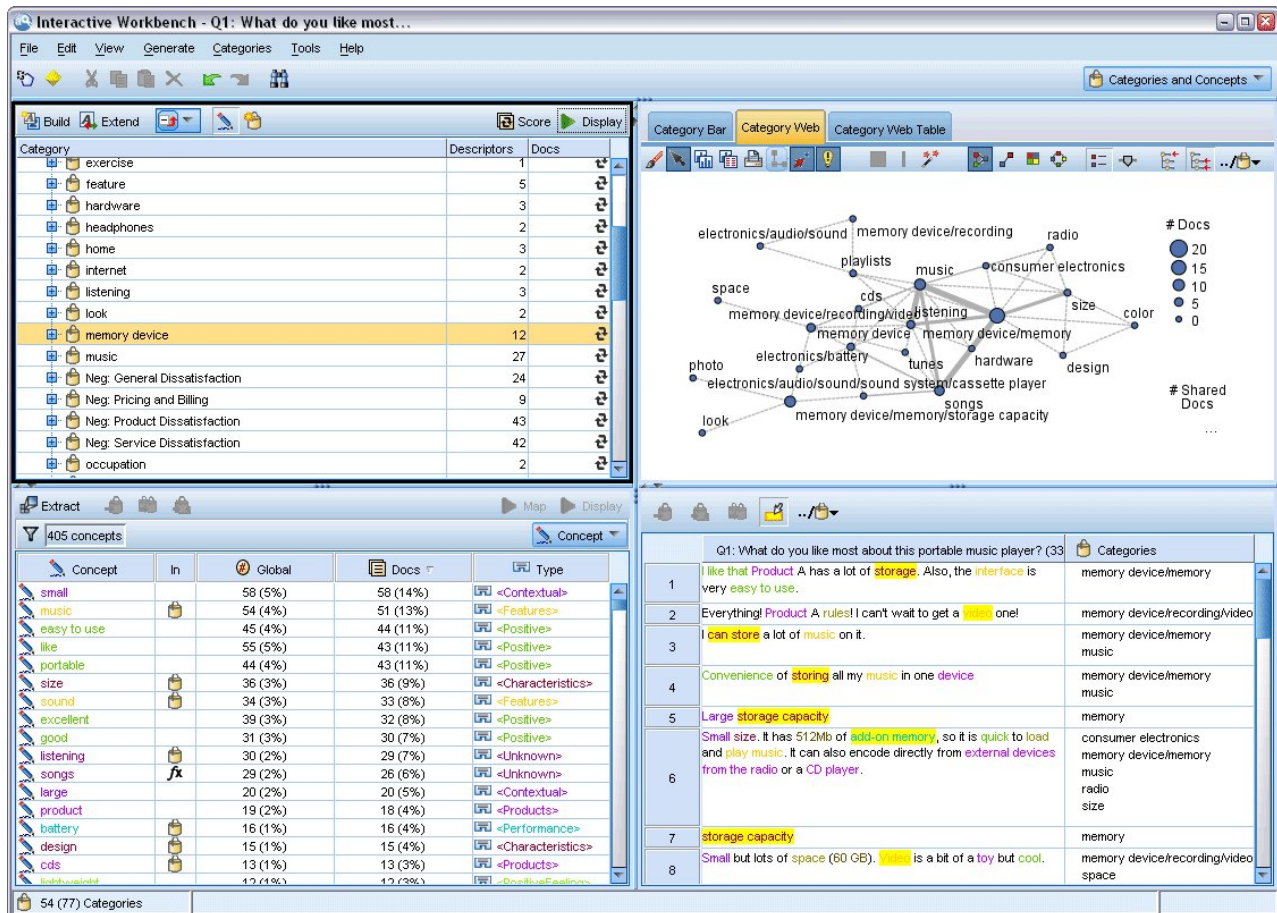 Interactive Workbench - Q1: What do you like most...
File Edit View Generate Categories Tools Help
Categories and Concepts
Build Extend Score Display
Category Descriptors Docs
exercise 1
feature 5
hardware 3
headphones 2
home 3
internet 2
listening 3
look 2
memory device 12
music 27
Neg: General Dissatisfaction 24
Neg: Pricing and Billing 9
Neg: Product Dissatisfaction 43
Neg: Service Dissatisfaction 42
occupation 2
Category Bar Category Web Category Web Table
../
electronics/audio/sound memory device/recording radio
playlists music consumer electronics
space cds size
memory device/recording/video listening color
memory device memory device/memory
electronics/battery tunes hardware design
photo
electronics/audio/sound/sound system/cassette player
songs
memory device/memory/storage capacity
look
# Docs
20
15
10
5
0
# Shared
Docs
...
Extract Map Display
405 concepts Concept
Concept In Global Docs Type
small 58 (5%) 58 (14%) <Contextual>
music 54 (4%) 51 (13%) <Features>
easy to use 45 (4%) 44 (11%) <Positive>
like 55 (5%) 43 (11%) <Positive>
portable 44 (4%) 43 (11%) <Positive>
size 36 (3%) 36 (9%) <Characteristics>
sound 34 (3%) 33 (8%) <Features>
excellent 39 (3%) 32 (8%) <Positive>
good 31 (3%) 30 (7%) <Positive>
listening 30 (2%) 29 (7%) <Unknown>
songs fx 29 (2%) 26 (6%) <Unknown>
large 20 (2%) 20 (5%) <Contextual>
product 19 (2%) 18 (4%) <Products>
battery 16 (1%) 16 (4%) <Performance>
design 15 (1%) 15 (4%) <Characteristics>
cds 13 (1%) 13 (3%) <Products>
lightweight 12 (1%) 12 (3%) <PositiveFeeling>
../
Q1: What do you like most about this portable music player? (33 Categories
1 I like that Product A has a lot of storage. Also, the interface is memory device/memory
very easy to use.
2 Everything! Product A rules! I can't wait to get a video one! memory device/recording/video
3 I can store a lot of music on it. memory device/memory
music
4 Convenience of storing all my music in one device memory device/memory
music
5 Large storage capacity memory
6 Small size. It has 512Mb of add-on memory, so it is quick to load consumer electronics
and play music. It can also encode directly from external devices memory device/memory
from the radio or a CD player. music
radio
size
7 storage capacity memory
8 Small but lots of space (60 GB). Video is a bit of a toy but cool. memory device/recording/video
space
54 (77) Categories